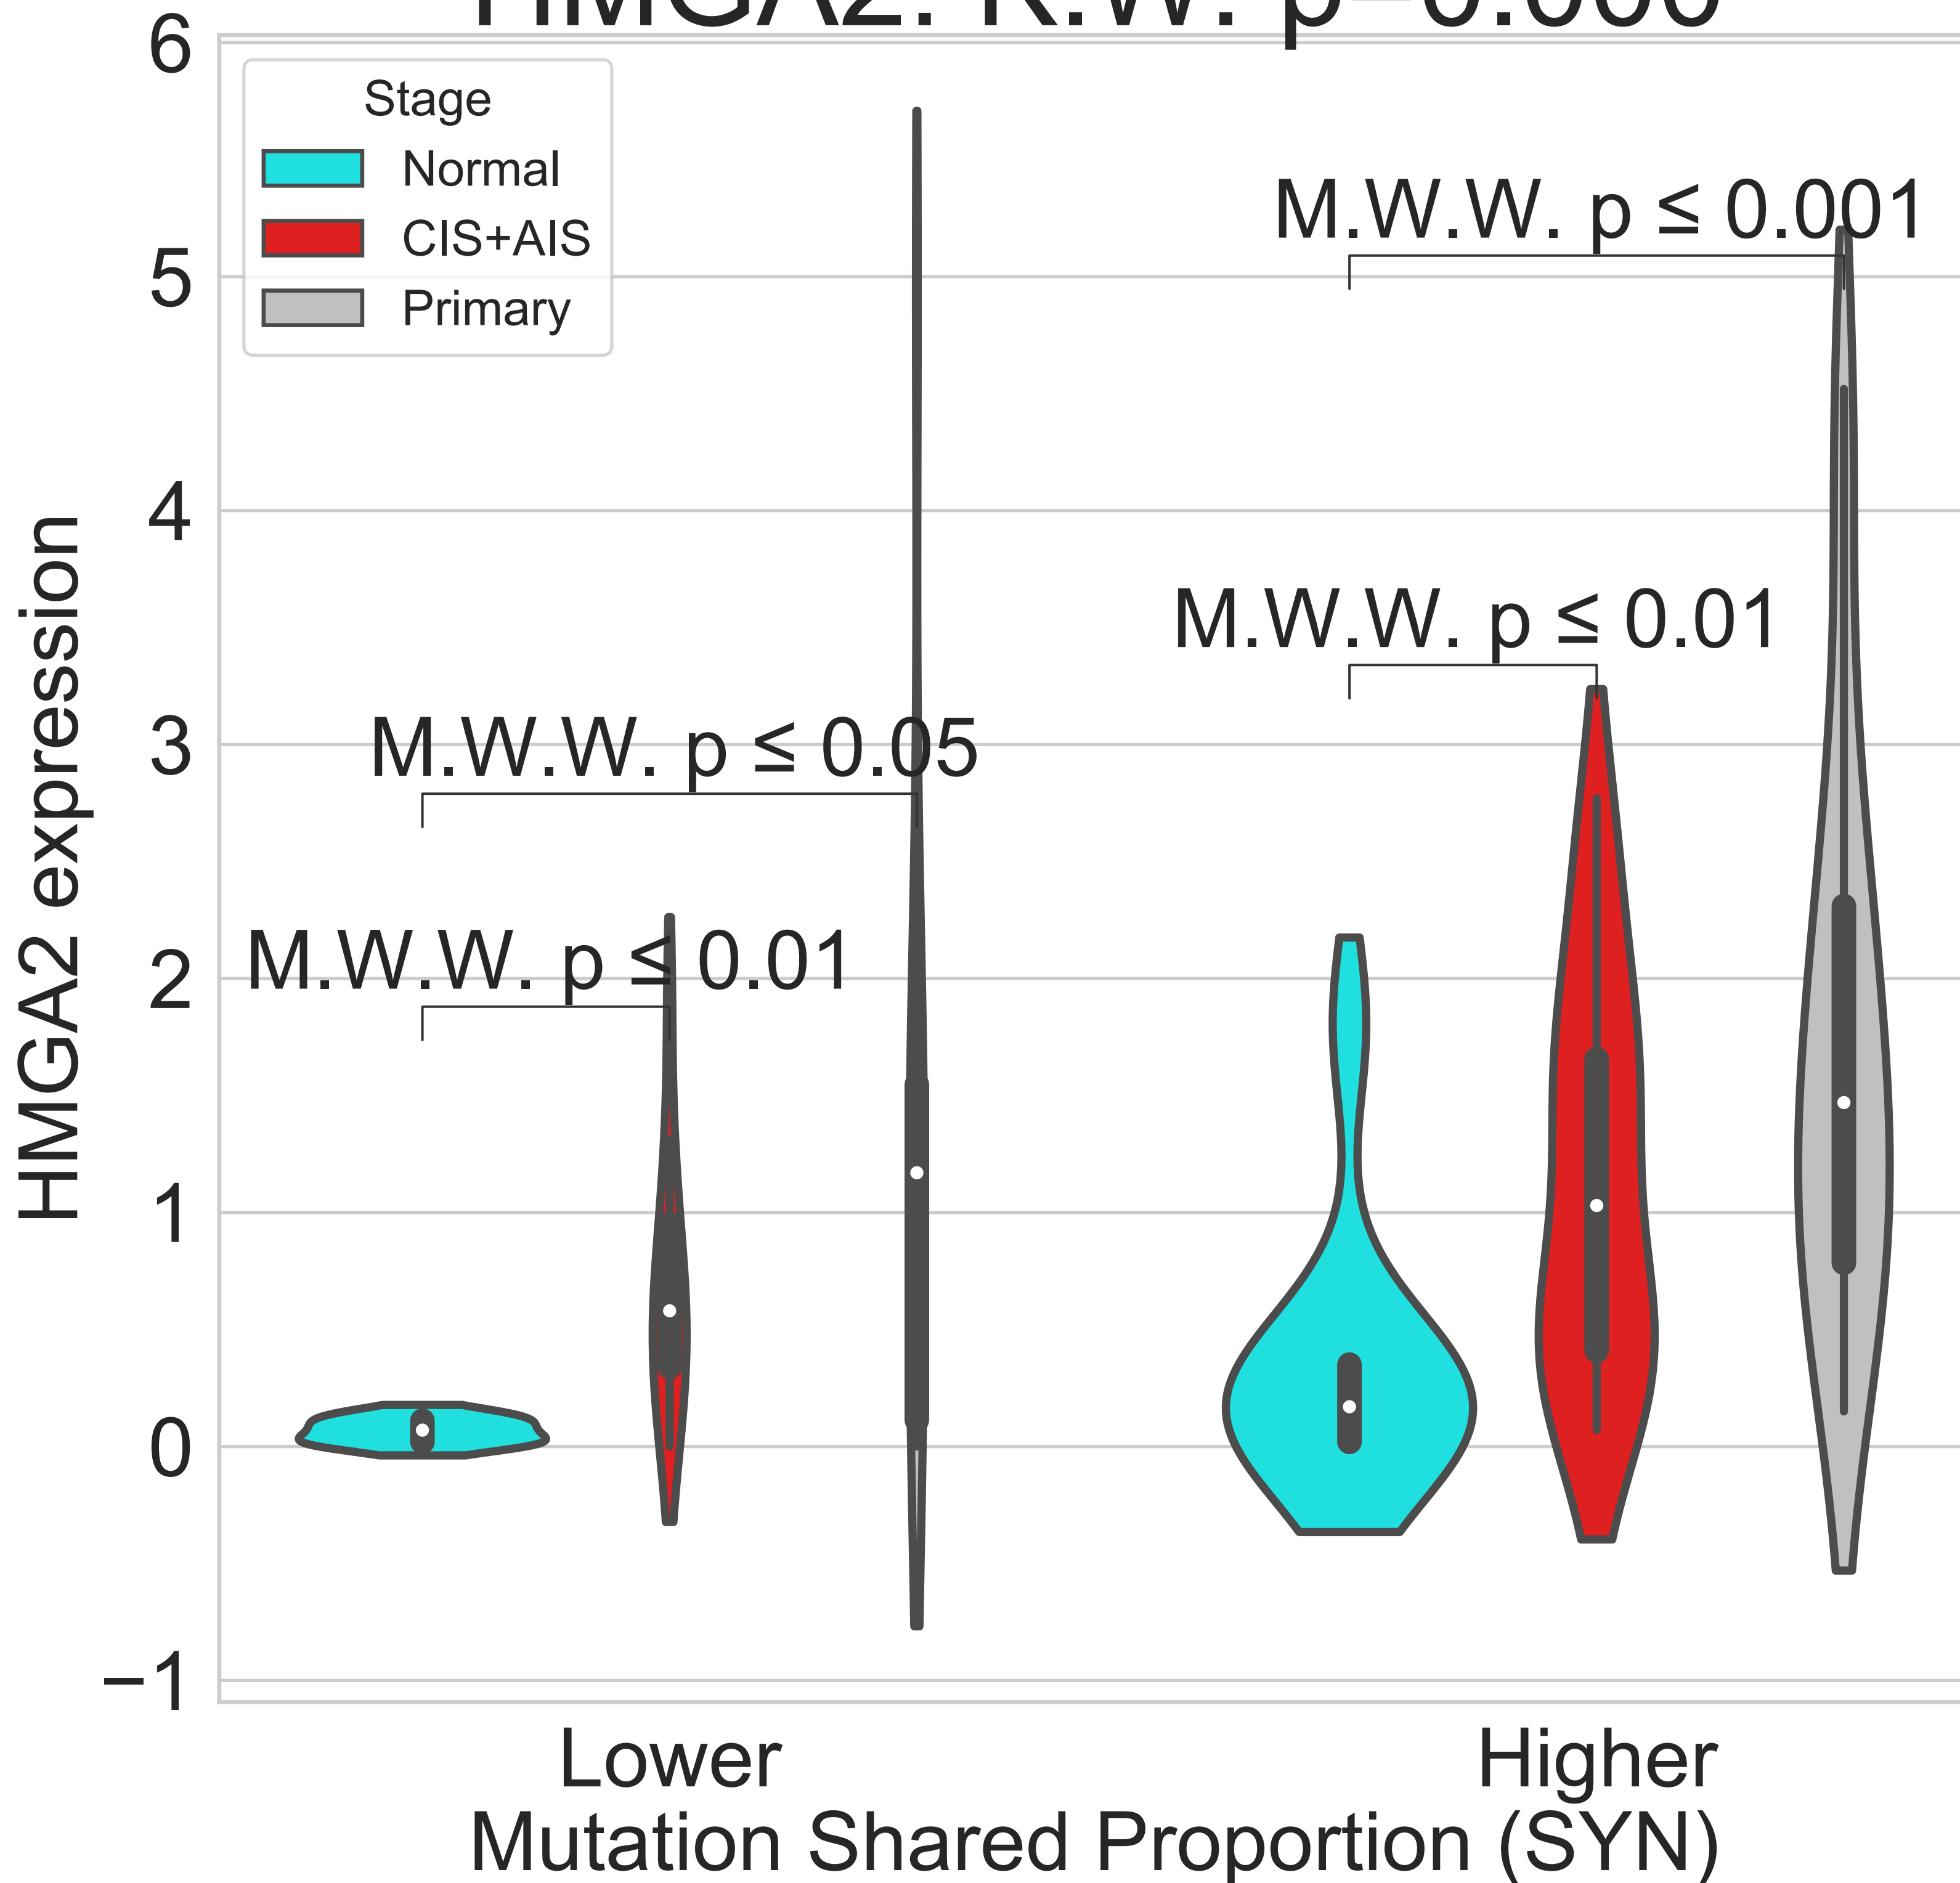 HMGA2: K.W.
6
5
4
3
2
1
0
−1
HMGA2 expression
Stage
Normal
CIS+AIS
Primary
M.W.W. p ≤ 0.001
M.W.W. p ≤ 0.01
M.W.W. p ≤ 0.05
M.W.W. p ≤ 0.01
Lower
Higher
Mutation Shared Proportion (SYN)